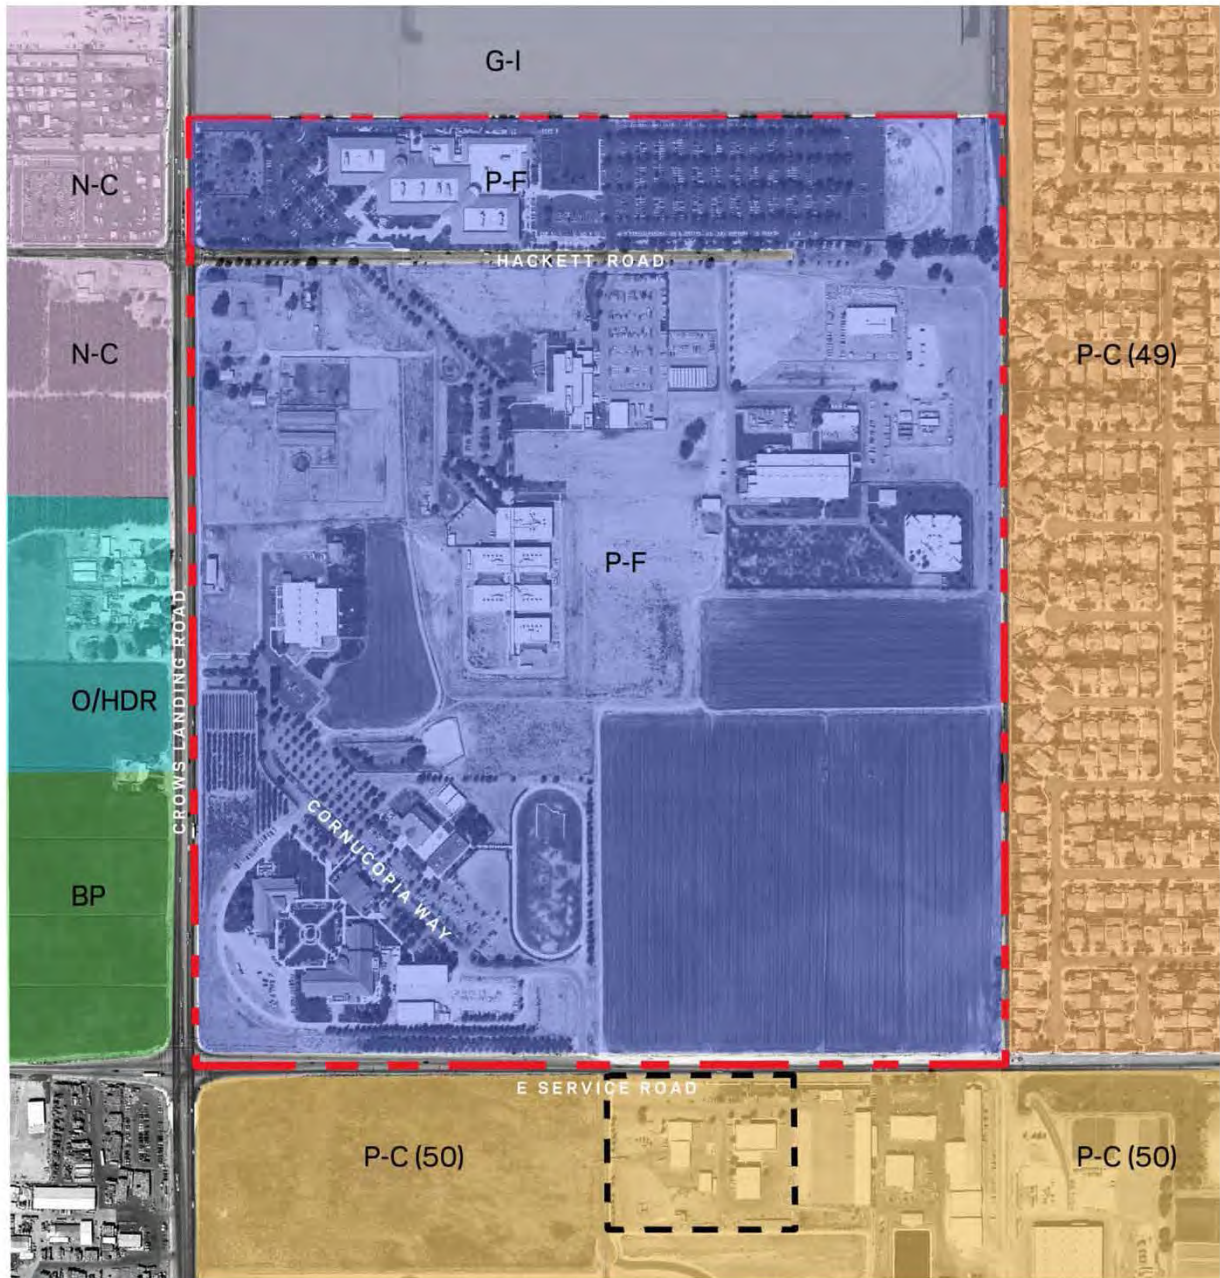 G-I
N-C
P-F
HACKETT ROAD
N-C
P-C (49)
P-F
O/HDR
CROWS LANDING ROAD
CORNUCOPIA WAY
BP
E SERVICE ROAD
P-C (50)
P-C (50)